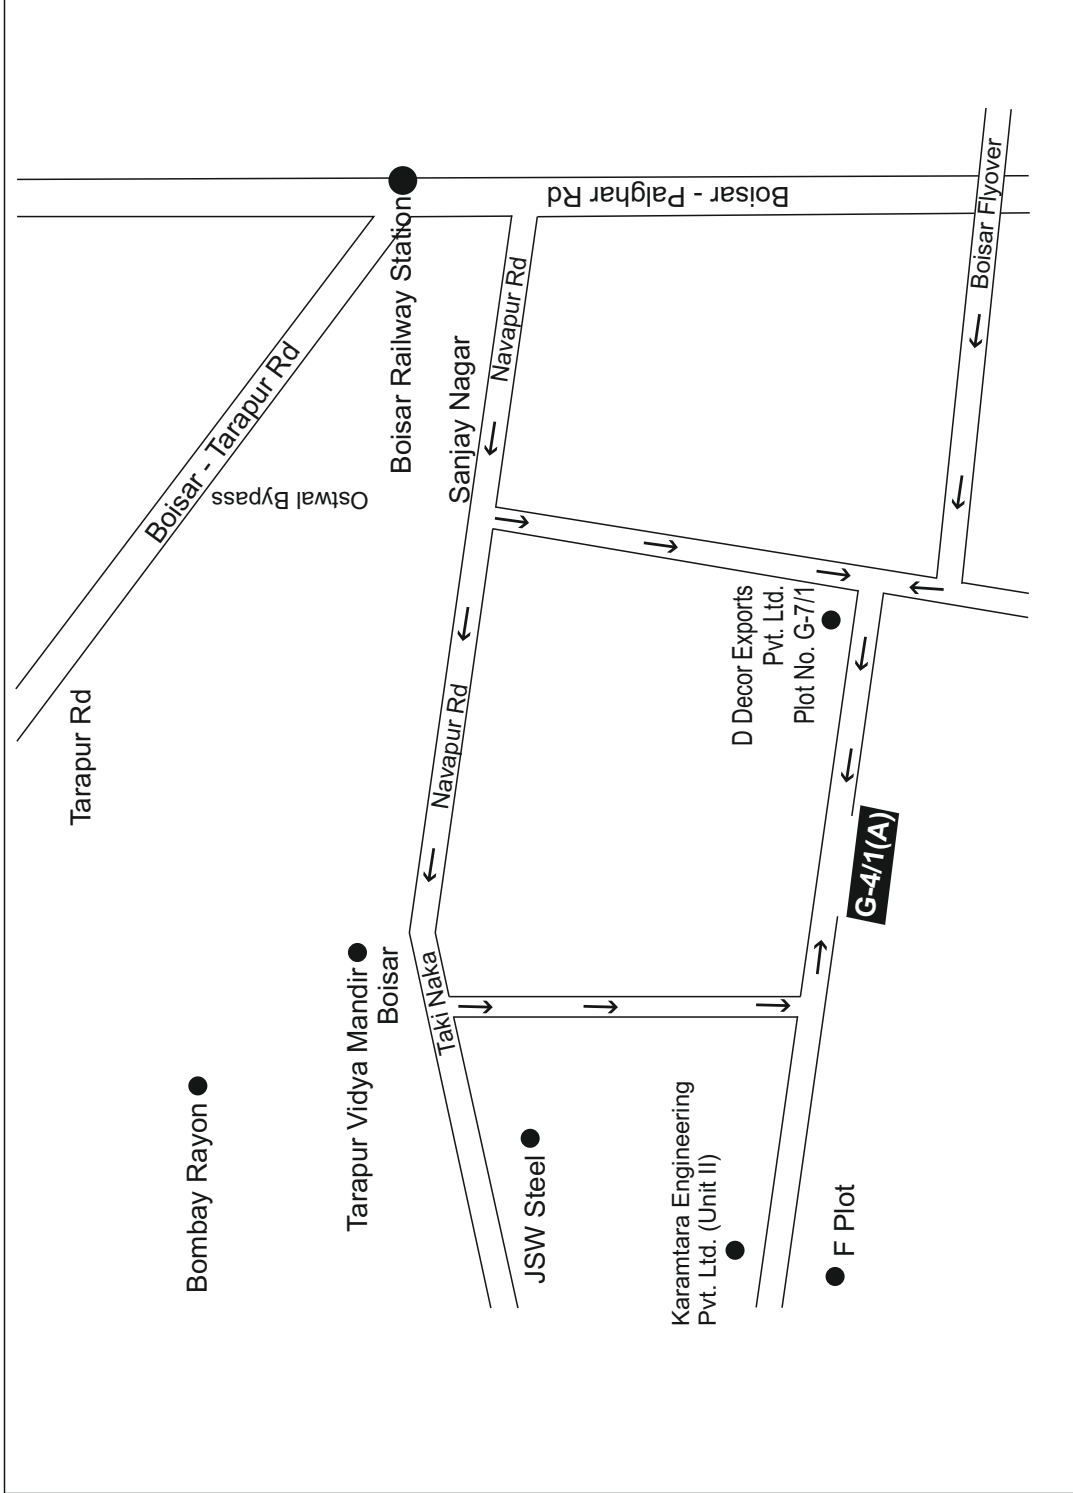 Boisar - Palghar Rd
Boisar Flyover
Boisar Railway Station
Boisar - Tarapur Rd
Ostwal Bypass
Tarapur Rd
Sanjay Nagar
Navapur Rd
Navapur Rd
D Decor Exports
Pvt. Ltd.
Plot No. G-7/1
G-4/1(A)
Tarapur Vidya Mandir
Boisar
Taki Naka
Bombay Rayon
JSW Steel
Karamtara Engineering
Pvt. Ltd. (Unit II)
F Plot